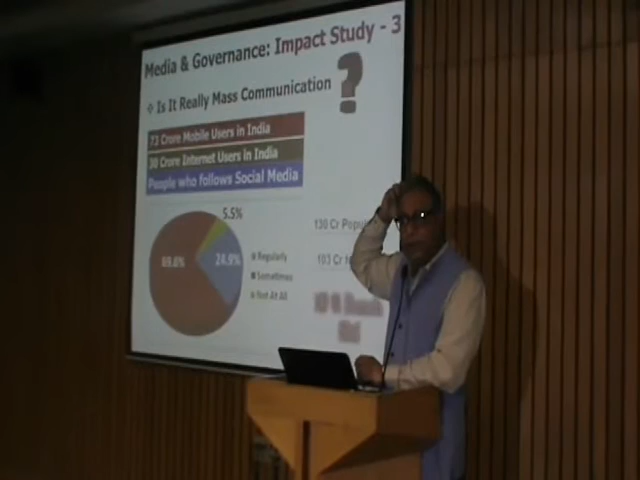 Media & Governance: Impact Study - 3
❖ Is It Really Mass Communication ?
73 Crore Mobile Users in India
30 Crore Internet Users in India
People who follows Social Media
5.5%
69.6%
24.9%
Regularly
Sometimes
Not At All
130 Cr
103 Cr